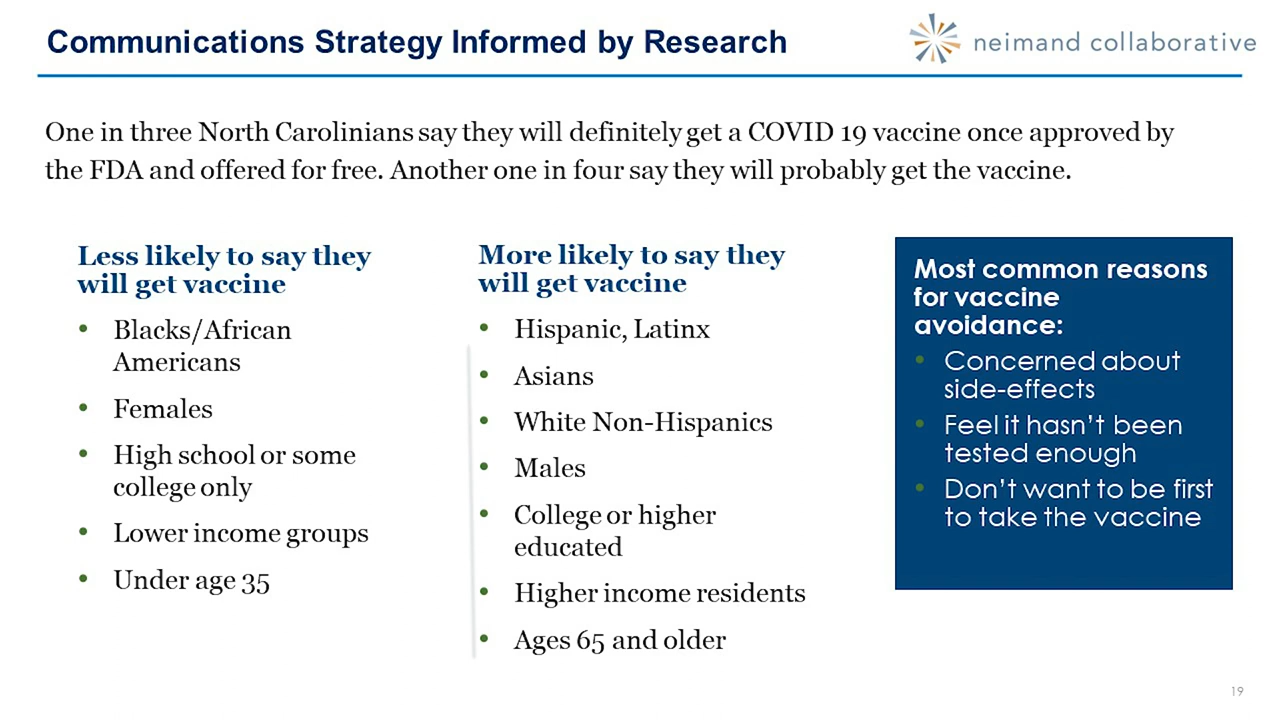 Communications Strategy Informed by Research
neimand collaborative
One in three North Carolinians say they will definitely get a COVID 19 vaccine once approved by
the FDA and offered for free. Another one in four say they will probably get the vaccine.
Less likely to say they
will get vaccine
• Blacks/African
Americans
• Females
• High school or some
college only
• Lower income groups
• Under age 35
More likely to say they
will get vaccine
• Hispanic, Latinx
• Asians
• White Non-Hispanics
• Males
• College or higher
educated
• Higher income residents
• Ages 65 and older
Most common reasons
for vaccine
avoidance:
• Concerned about
side-effects
• Feel it hasn’t been
tested enough
• Don’t want to be first
to take the vaccine
19